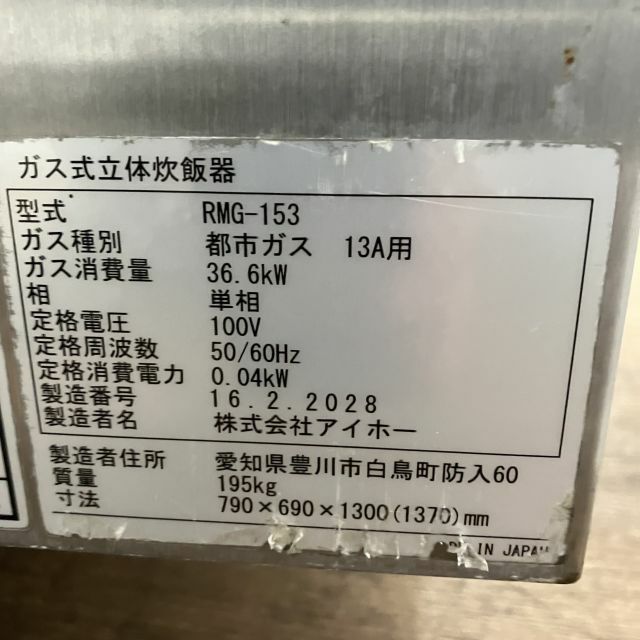 ガス式立体炊飯器
型式 RMG-153
ガス種別 都市ガス 13A用
ガス消費量 36.6kW
相 単相
定格電圧 100V
定格周波数 50/60Hz
定格消費電力 0.04kW
製造番号 16.2.2028
製造者名 株式会社アイホー
製造者住所 愛知県豊川市白鳥町防入60
質量 195kg
寸法 790×690×1300(1370)mm
IN JAPAN